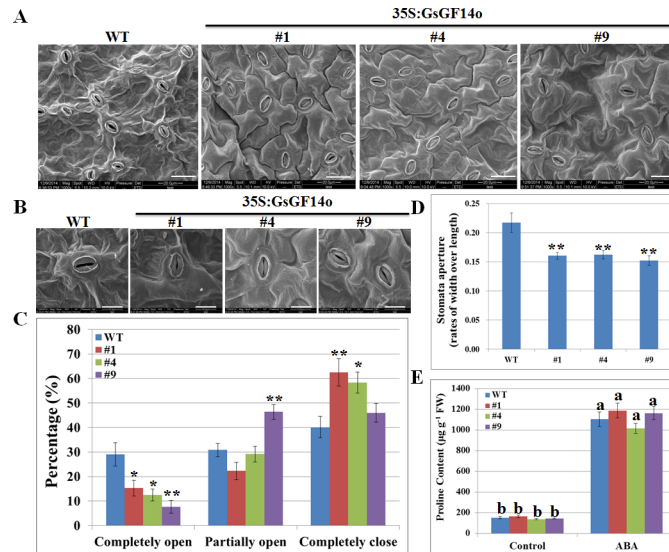 A
35S:GsGF14o
WT #1 #4 #9
B
35S:GsGF14o
WT #1 #4 #9
C
Percentage (%)
80
70
60
50
40
30
20
10
0
WT
#1
#4
#9
* * **
**
** *
Completely open Partially open Completely close
D
Stomata aperture
(rates of width over length)
0.25
0.20
0.15
0.10
0.05
0.00
** ** **
WT #1 #4 #9
E
Proline Content (μg g-1 FW)
1400
1200
1000
800
600
400
200
0
WT
#1
#4
#9
b b b b
a a a a
Control ABA